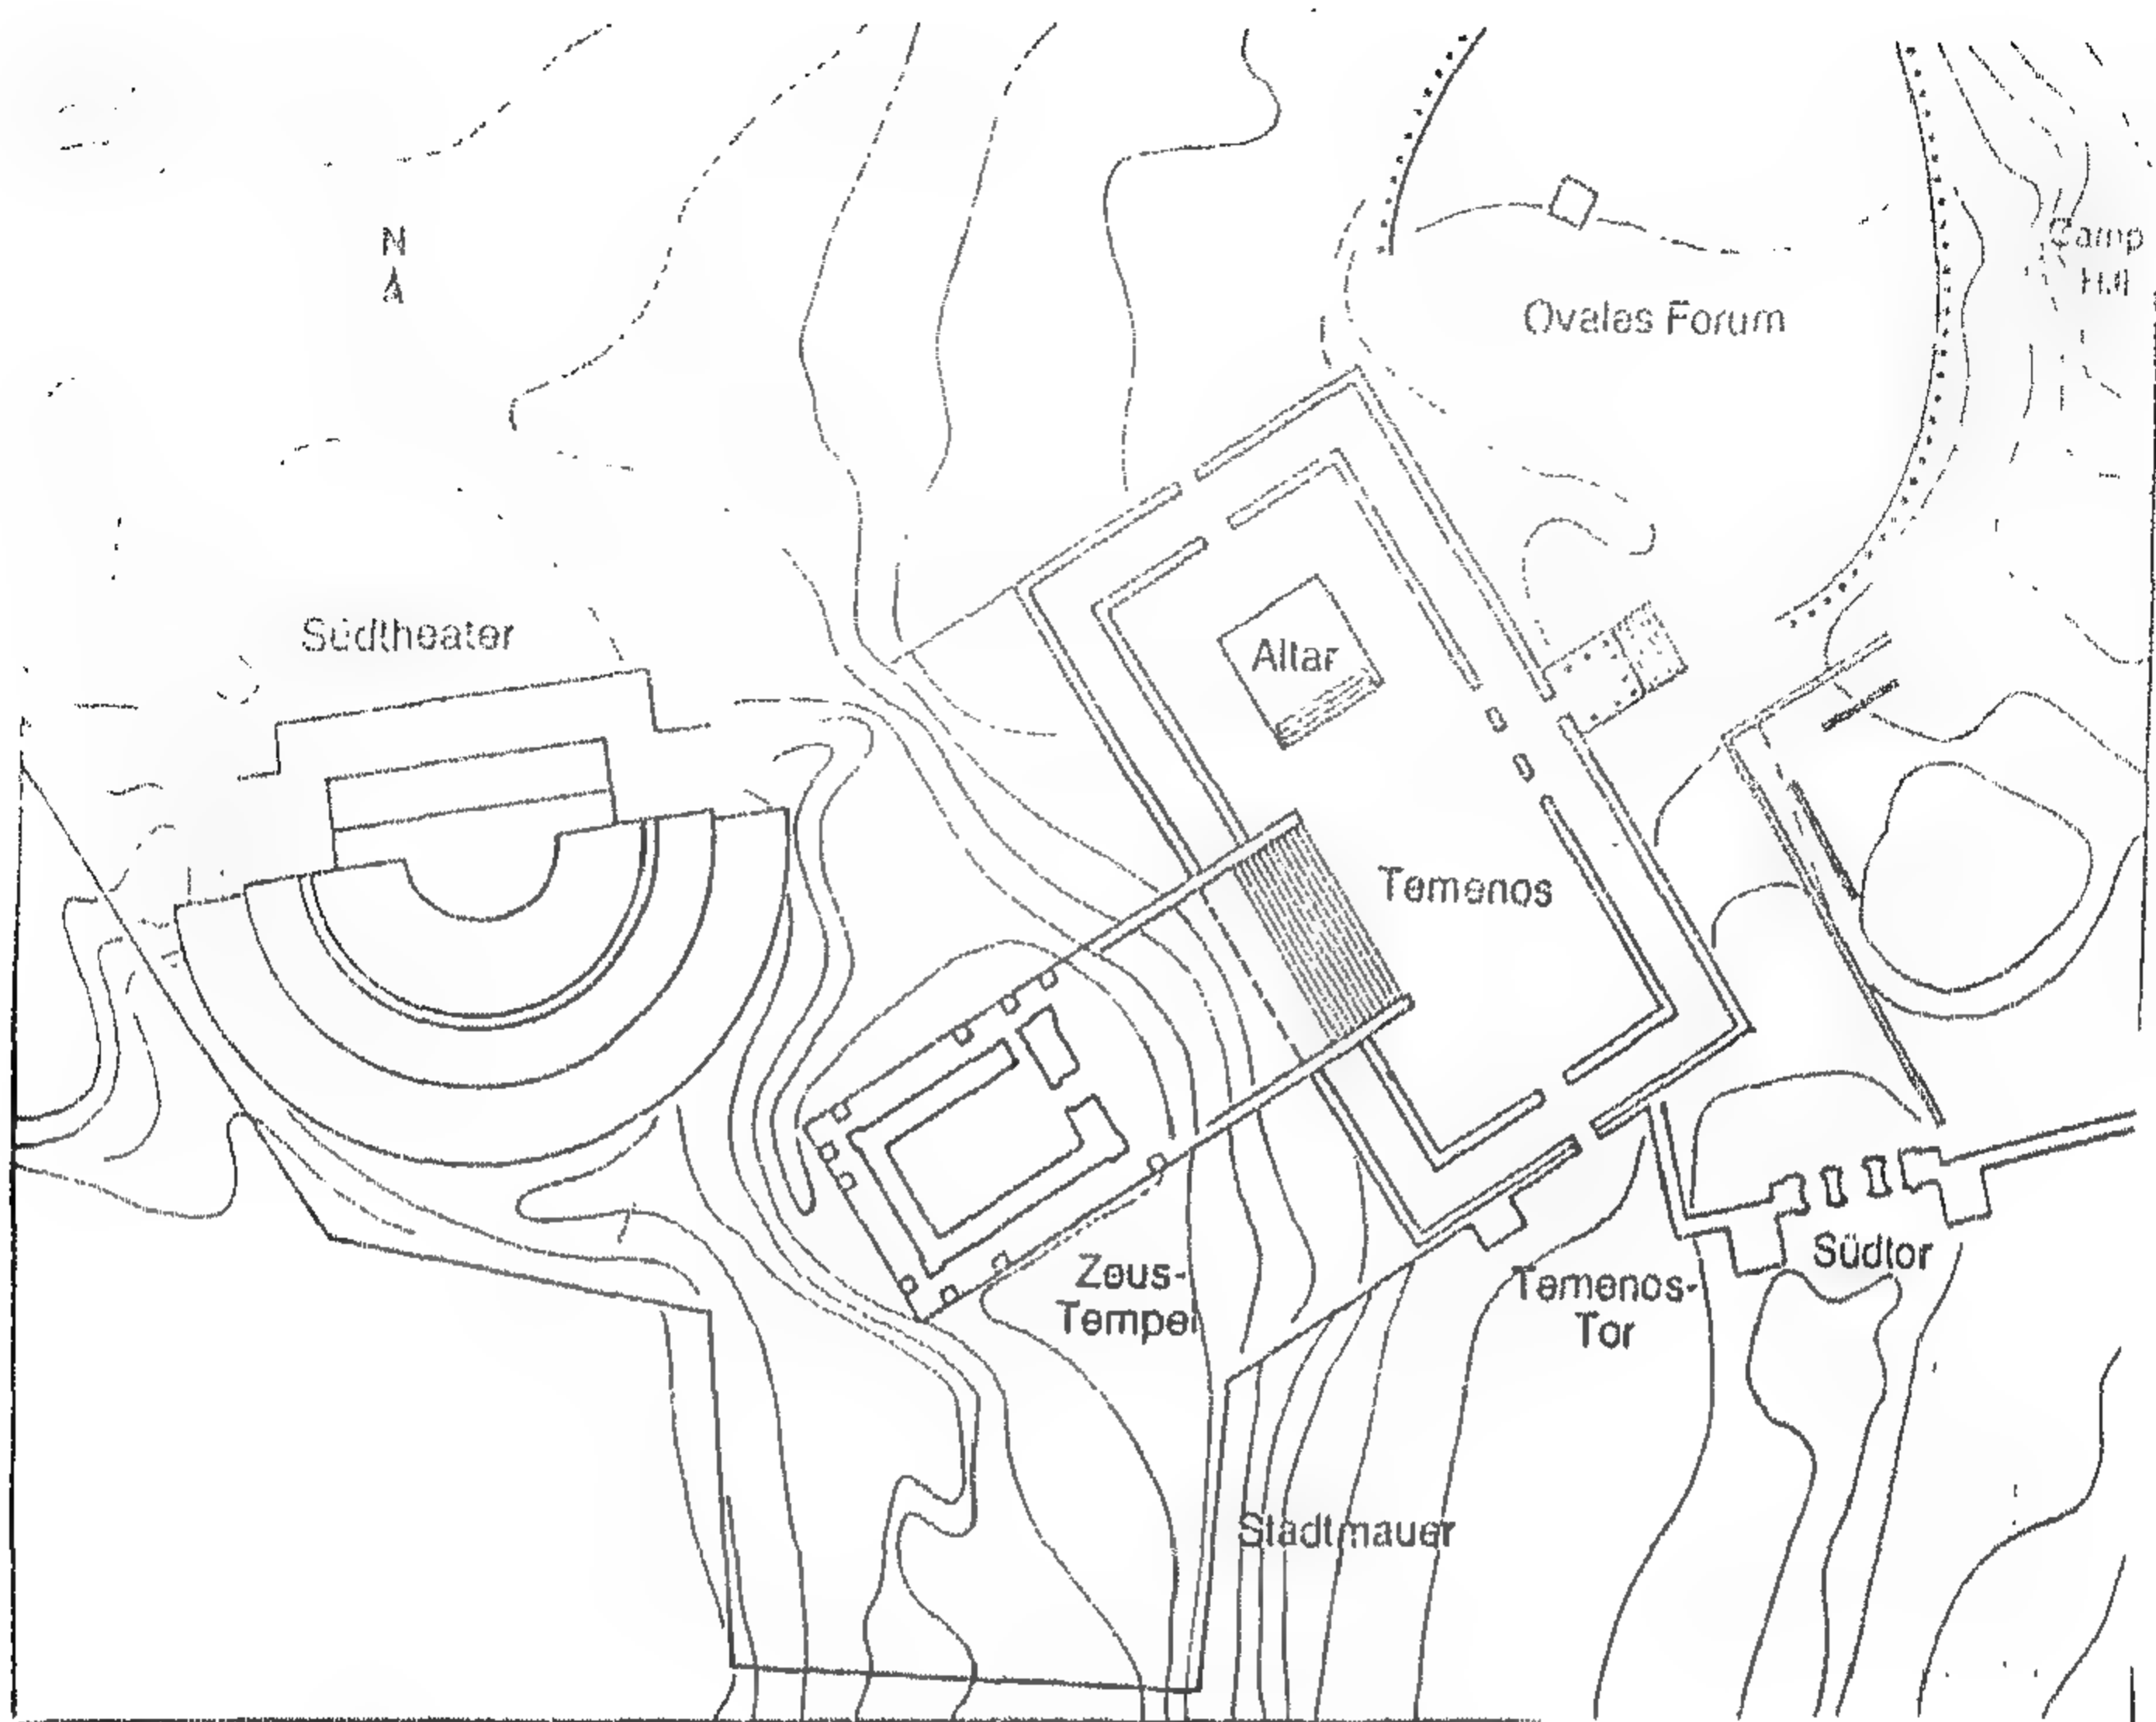 N
Camp
Hill
Ovales Forum
Südtheater
Altar
Temenos
Südtor
Zeus-
Tempel
Temenos-
Tor
Stadtmauer